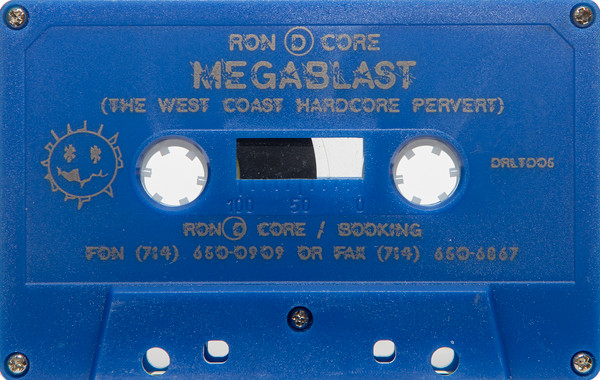 RON D CORE
MEGABLAST
(THE WEST COAST HARDCORE PERVERT)
DRLTD06
100 50 0
RON D CORE / BOOKING
FON (714) 650-0909 OR FAX (714) 650-6867